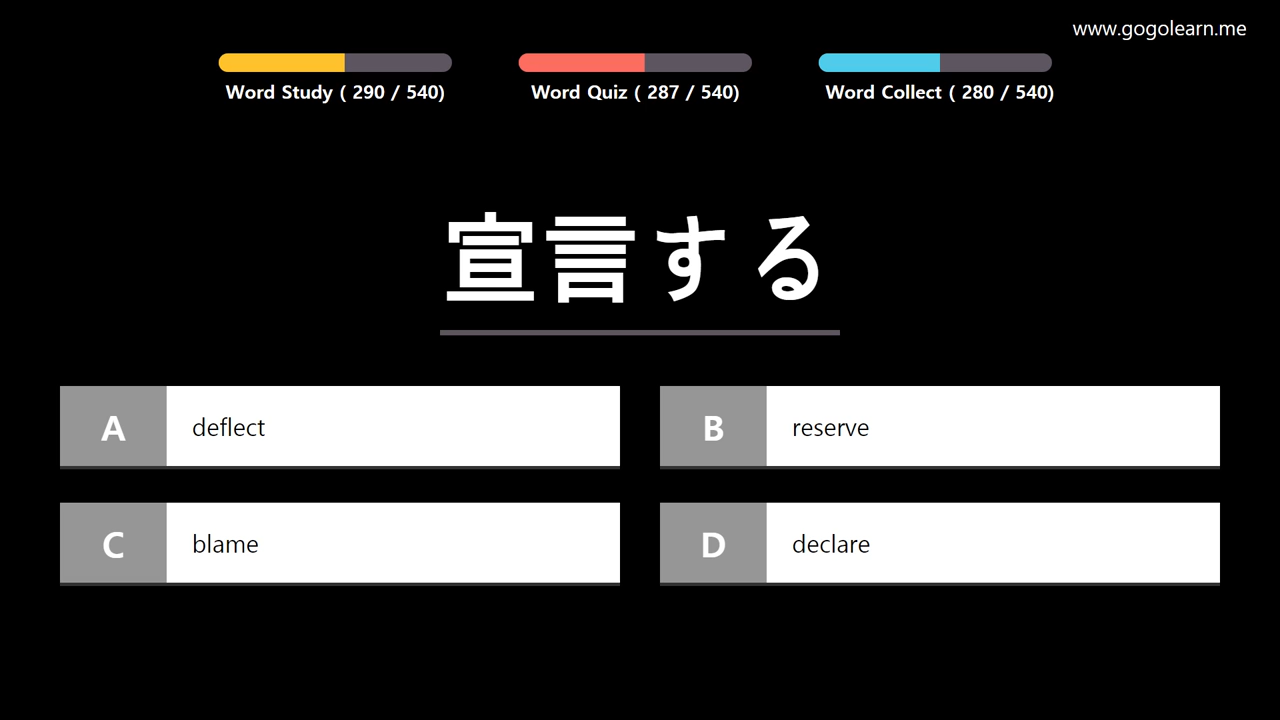 www.gogolearn.me
Word Study ( 290 / 540)
Word Quiz ( 287 / 540)
Word Collect ( 280 / 540)
宣言する
A deflect
B reserve
C blame
D declare